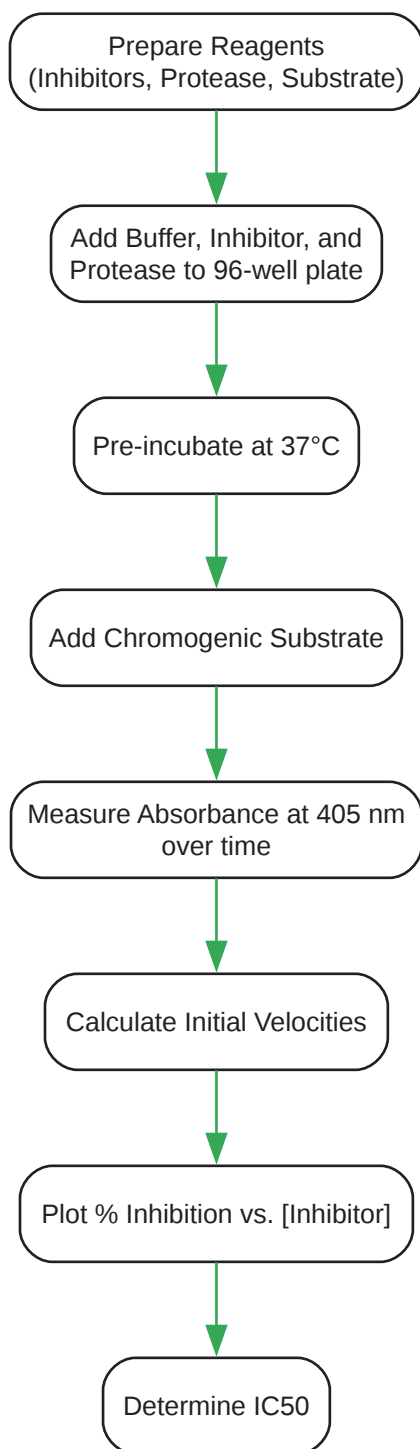 Prepare Reagents
(Inhibitors, Protease, Substrate)
Add Buffer, Inhibitor, and
Protease to 96-well plate
Pre-incubate at 37°C
Add Chromogenic Substrate
Measure Absorbance at 405 nm
over time
Calculate Initial Velocities
Plot % Inhibition vs. [Inhibitor]
Determine IC50